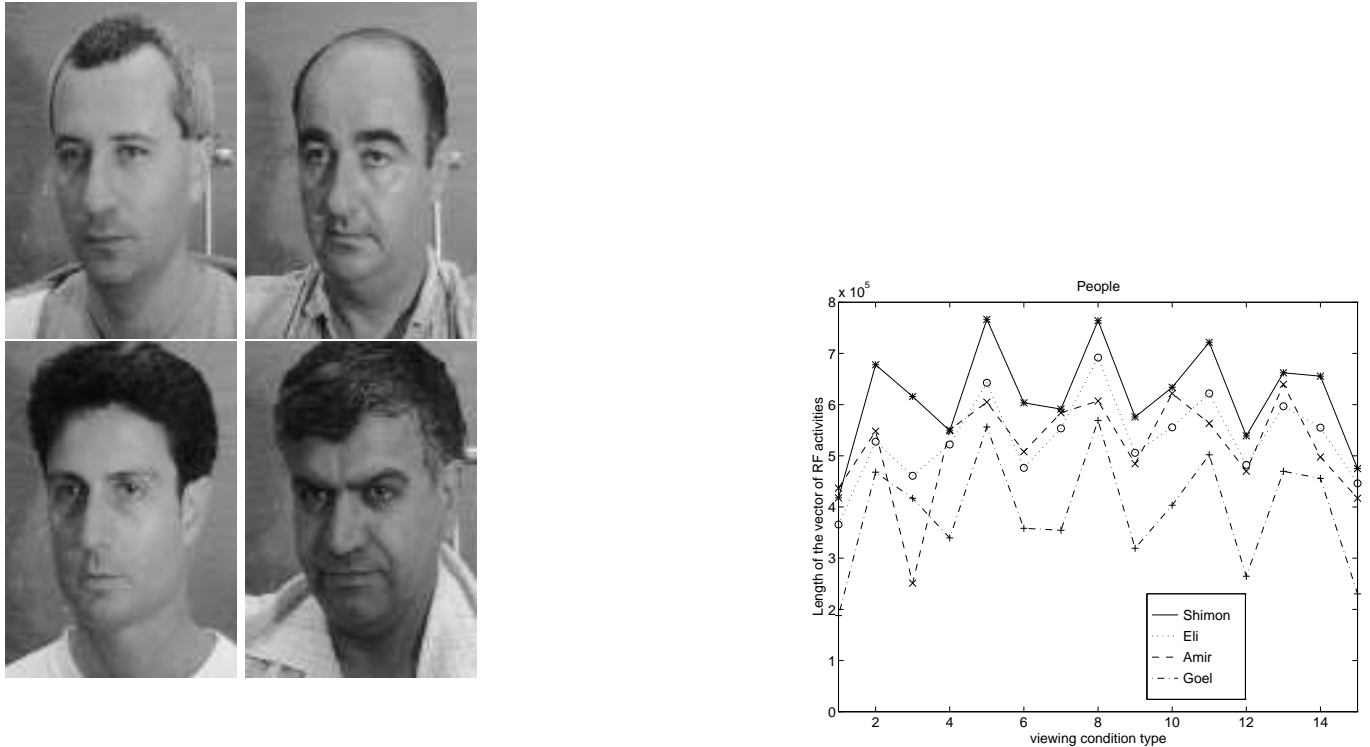 People
x 10^5
8
7
6
5
4
3
2
1
0
Length of the vector of RF activities
Shimon
Eli
Amir
Goel
2 4 6 8 10 12 14
viewing condition type